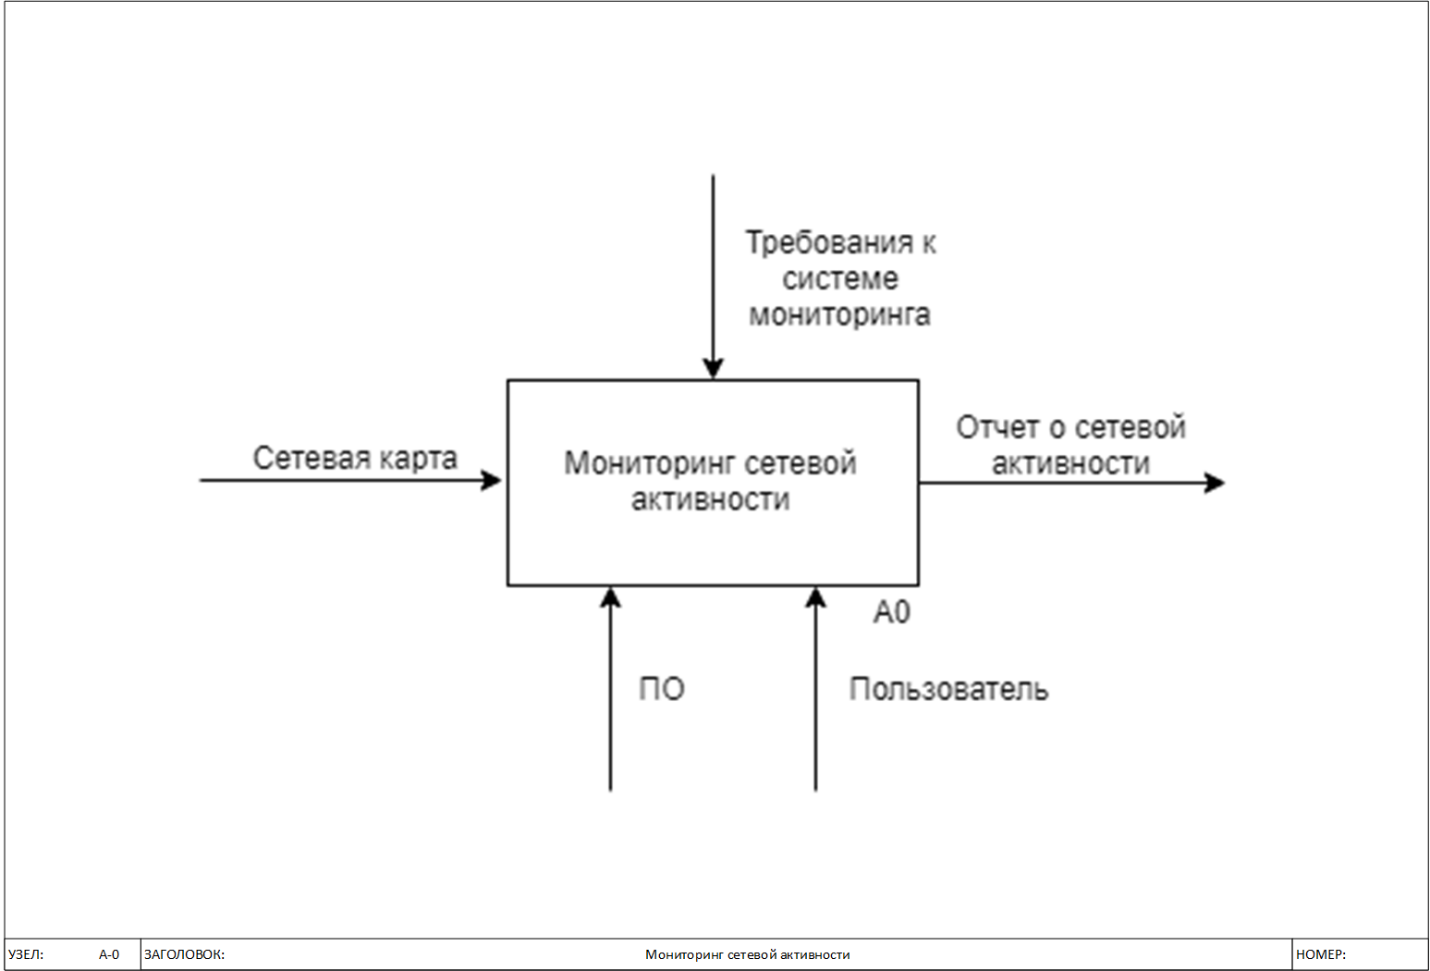 Требования к
системе
мониторинга
Сетевая карта
Мониторинг сетевой
активности
Отчет о сетевой
активности
A0
ПО
Пользователь
УЗЕЛ: A-0 ЗАГОЛОВОК: Мониторинг сетевой активности НОМЕР: